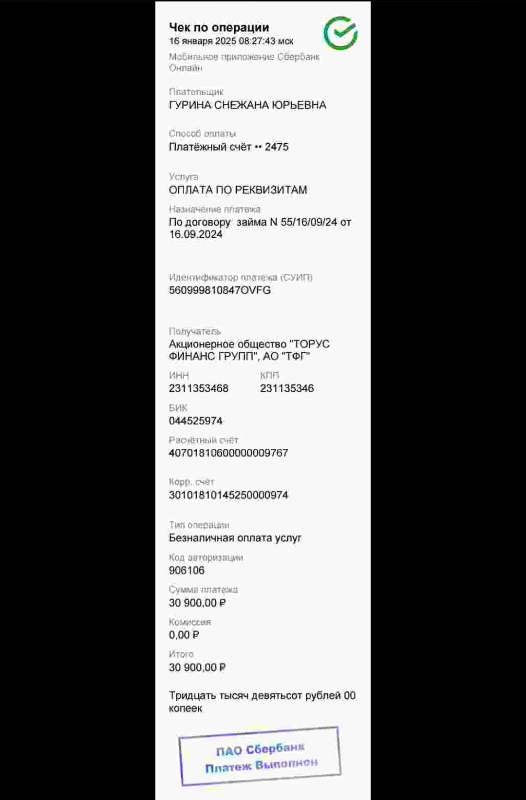 Чек по операции
16 января 2025 08:27:43 мск
Мобильное приложение Сбербанк
Онлайн
Плательщик
ГУРИНА СНЕЖАНА ЮРЬЕВНА
Способ оплаты
Платёжный счёт •• 2475
Услуга
ОПЛАТА ПО РЕКВИЗИТАМ
Назначение платежа
По договору займа N 55/16/09/24 от
16.09.2024
Идентификатор платежа (СУИП)
560999810847OVFG
Получатель
Акционерное общество "ТОРУС
ФИНАНС ГРУПП", АО "ТФГ"
ИНН КПП
2311353468 231135346
БИК
044525974
Расчётный счёт
40701810600000009767
Корр. счёт
30101810145250000974
Тип операции
Безналичная оплата услуг
Код авторизации
906106
Сумма платежа
30 900,00 ₽
Комиссия
0,00 ₽
Итого
30 900,00 ₽
Тридцать тысяч девятьсот рублей 00
копеек
ПАО Сбербанк
Платеж Выполнен